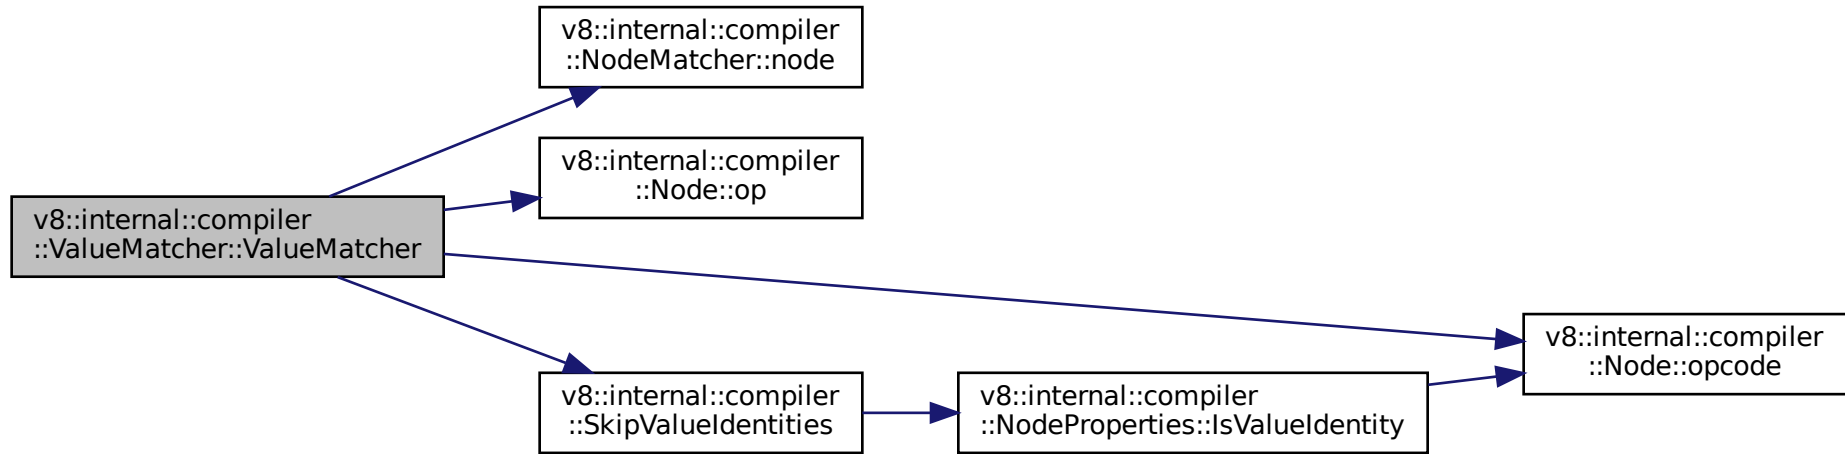 v8::internal::compiler
::NodeMatcher::node
v8::internal::compiler
::Node::op
v8::internal::compiler
::ValueMatcher::ValueMatcher
v8::internal::compiler
::Node::opcode
v8::internal::compiler
::SkipValueIdentities
v8::internal::compiler
::NodeProperties::IsValueIdentity